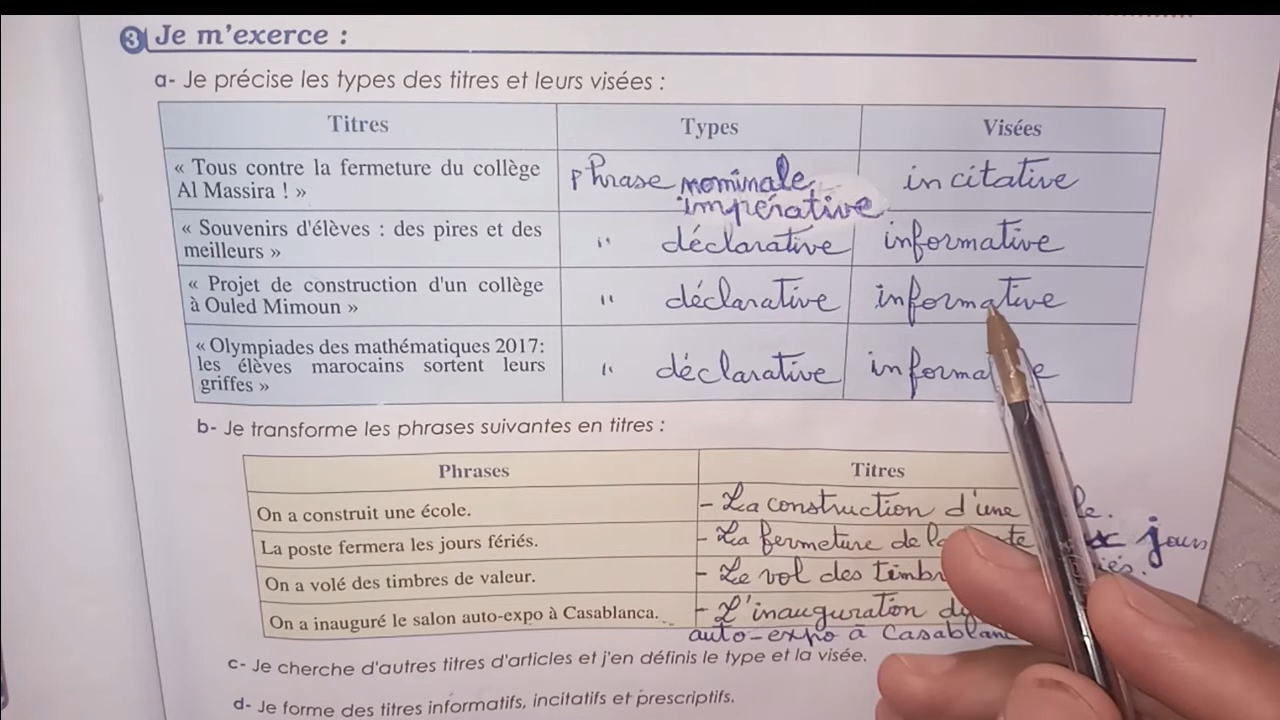 3 Je m'exerce :
a- Je précise les types des titres et leurs visées :
Titres Types Visées
« Tous contre la fermeture du collège
Al Massira ! »
phrase nominale
impérative
incitative
« Souvenirs d'élèves : des pires et des
meilleurs »
" déclarative informative
« Projet de construction d'un collège
à Ouled Mimoun »
" déclarative informative
« Olympiades des mathématiques 2017:
les élèves marocains sortent leurs
griffes »
" déclarative
b- Je transforme les phrases suivantes en titres :
Phrases Titres
On a construit une école. - La construction d'une
La poste fermera les jours fériés. - La fermeture de jours
On a volé des timbres de valeur. - Le vol des
On a inauguré le salon auto-expo à Casablanca. - L'inauguration
auto-expo à
c- Je cherche d'autres titres d'articles et j'en définis le type et la visée.
d- Je forme des titres informatifs, incitatifs et prescriptifs.